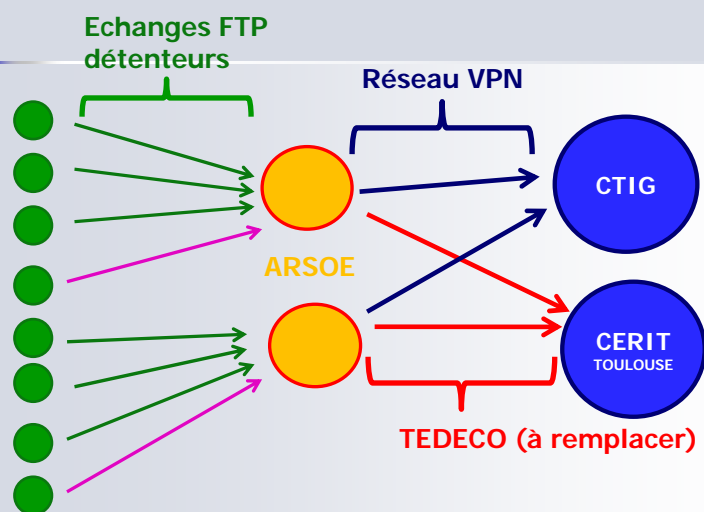 Echanges FTP
détenteurs
Réseau VPN
CTIG
ARSOE
CERIT
TOULOUSE
TEDECO (à remplacer)